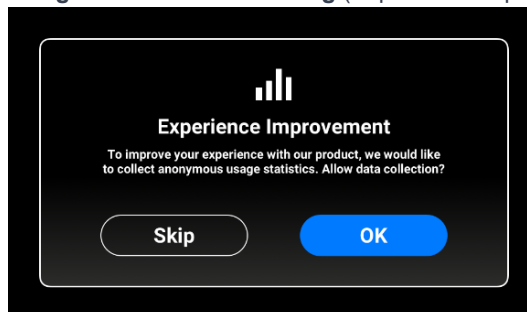 Experience Improvement
To improve your experience with our product, we would like
to collect anonymous usage statistics. Allow data collection?
Skip
OK